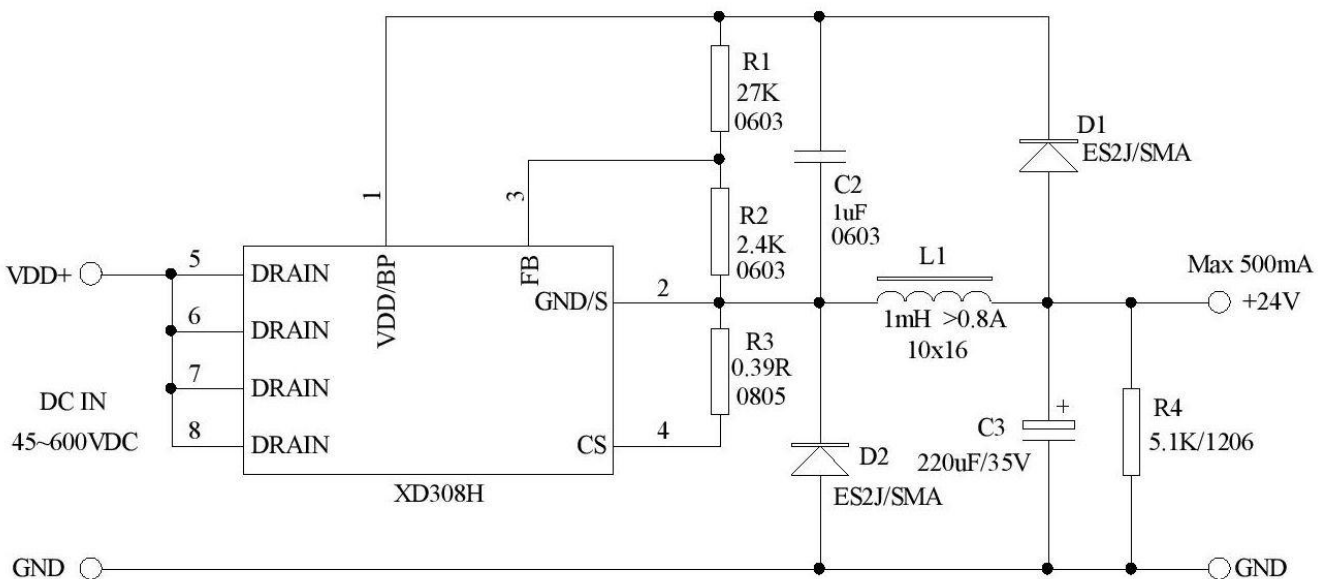 R1
27K
0603
D1
ES2J/SMA
1
3
C2
1uF
0603
R2
2.4K
0603
VDD+
5
DRAIN
VDD/BP
FB
GND/S
2
L1
1mH >0.8A
10x16
Max 500mA
+24V
6
DRAIN
R3
0.39R
0805
DC IN
45~600VDC
7
DRAIN
8
DRAIN
CS
4
D2
ES2J/SMA
C3
+
220uF/35V
R4
5.1K/1206
XD308H
GND
GND